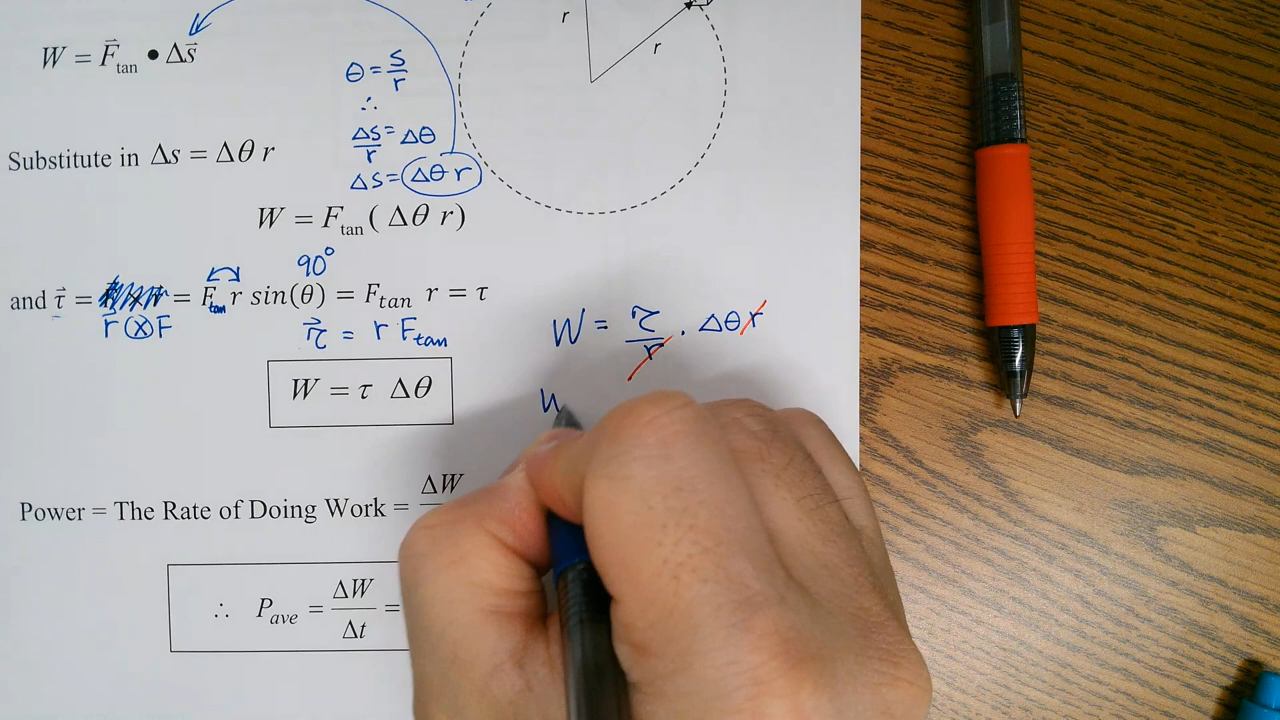 r
r
W = F⃗tan • Δs⃗
θ = s/r
∴
Δs/r = Δθ
Δs = Δθ r
Substitute in Δs = Δθ r
W = Ftan ( Δθ r)
90°
and τ⃗ = = Ftan r sin(θ) = Ftan r = τ
r⃗ (x) F
τ⃗ = r Ftan
W = τ/r · Δθ r
W = τ Δθ
W
Power = The Rate of Doing Work = ΔW
∴ Pave = ΔW/Δt =